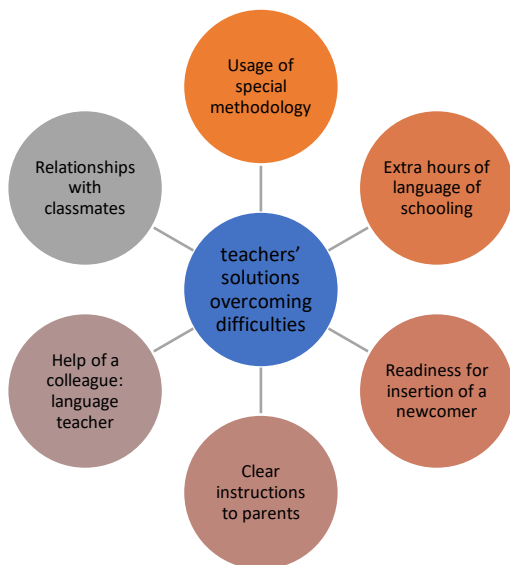 Usage of
special
methodology
Extra hours of
language of
schooling
Readiness for
insertion of a
newcomer
Clear
instructions
to parents
Help of a
colleague:
language
teacher
Relationships
with
classmates
teachers’
solutions
overcoming
difficulties